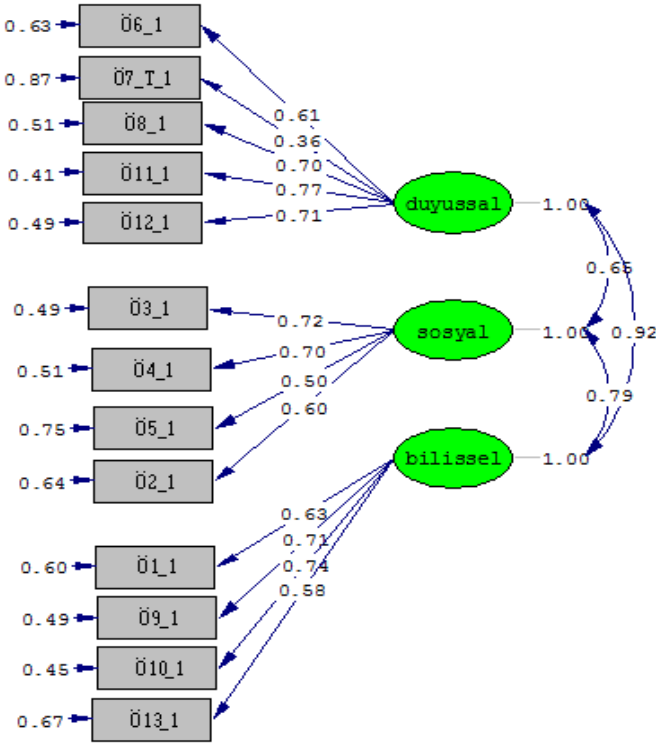 0.63 Ö6_1
0.87 Ö7_T_1
0.51 Ö8_1
0.41 Ö11_1
0.49 Ö12_1
0.61
0.36
0.70
0.77
0.71
duyussal 1.00
0.49 Ö3_1
0.51 Ö4_1
0.75 Ö5_1
0.64 Ö2_1
0.72
0.70
0.50
0.60
sosyal 1.00
0.60 Ö1_1
0.49 Ö9_1
0.45 Ö10_1
0.67 Ö13_1
0.63
0.71
0.74
0.58
bilissel 1.00
0.65
0.92
0.79